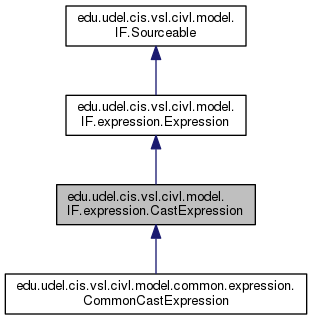 edu.udel.cis.vsl.civl.model.
IF.Sourceable
edu.udel.cis.vsl.civl.model.
IF.expression.Expression
edu.udel.cis.vsl.civl.model.
IF.expression.CastExpression
edu.udel.cis.vsl.civl.model.common.expression.
CommonCastExpression